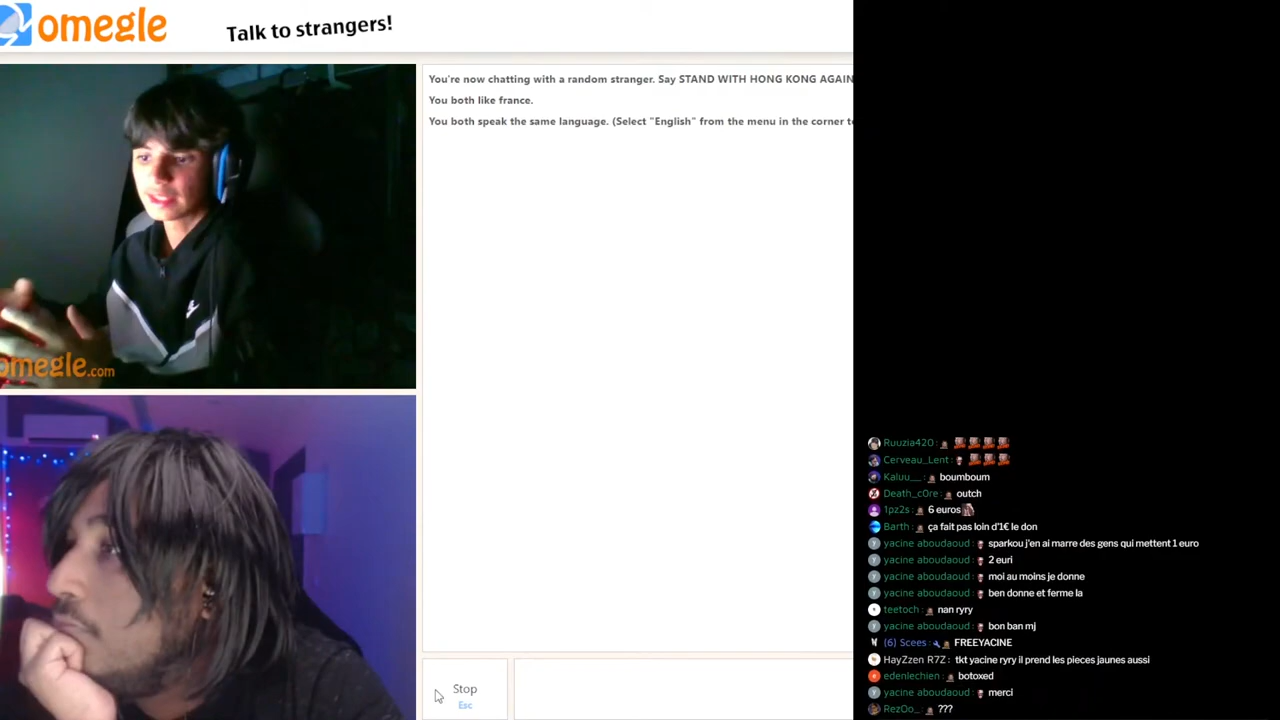 omegle
Talk to strangers!
You're now chatting with a random stranger. Say STAND WITH HONG KONG AGAIN
You both like france.
You both speak the same language. (Select "English" from the menu in the corner to
omegle.com
Stop
Esc
Ruuzia420 :
Cerveau_Lent :
Kaluu__ : boumboum
Death_c0re : outch
1pz2s : 6 euros
Barth : ça fait pas loin d'1€ le don
yacine aboudaoud : sparkou j'en ai marre des gens qui mettent 1 euro
yacine aboudaoud : 2 euri
yacine aboudaoud : moi au moins je donne
yacine aboudaoud : ben donne et ferme la
teetoch : nan ryry
yacine aboudaoud : bon ban mj
(6) Scees : FREEYACINE
HayZzen R7Z : tkt yacine ryry il prend les pieces jaunes aussi
edenlechien : botoxed
yacine aboudaoud : merci
RezOo_ : ???